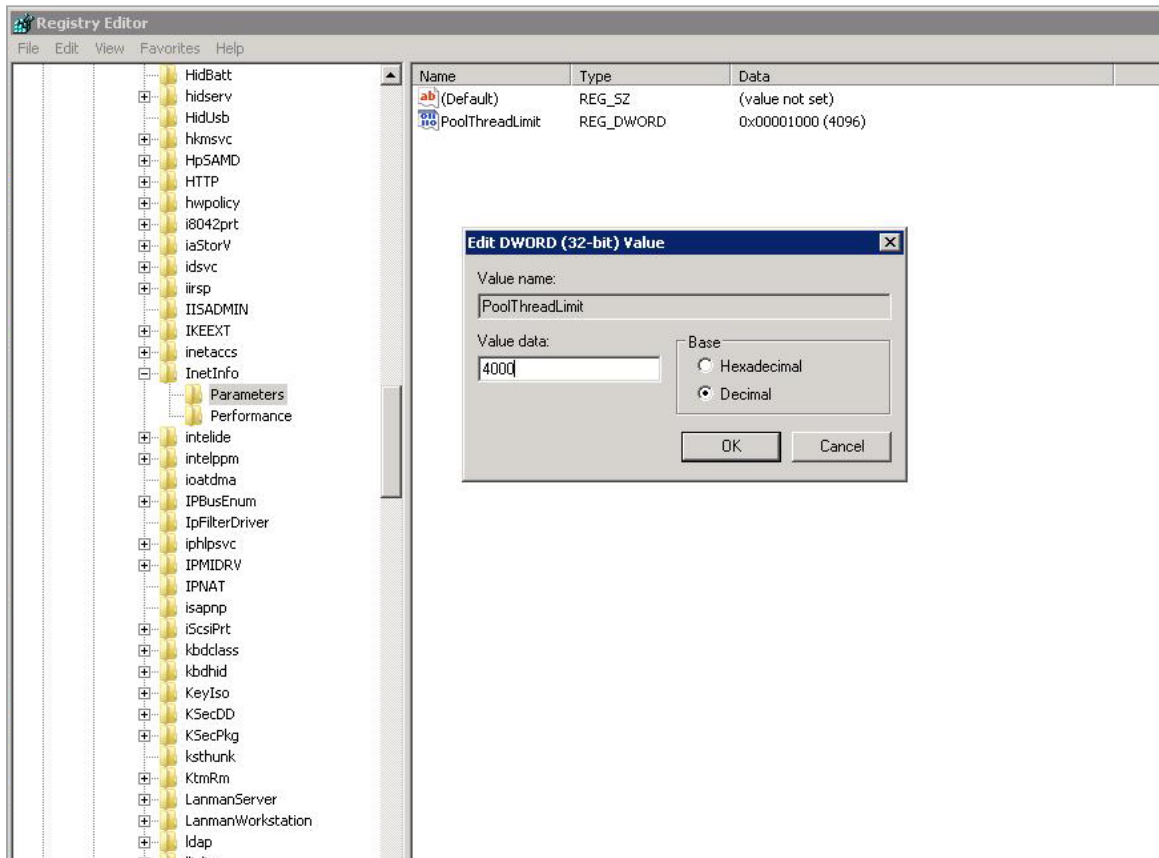 Registry Editor
File Edit View Favorites Help
HidBatt
hidserv
HidUsb
hkmsvc
HpSAMD
HTTP
hwpolicy
i8042prt
iaStorV
idsvc
iirsp
IISADMIN
IKEEXT
inetaccs
InetInfo
Parameters
Performance
intelide
intelppm
ioatdma
IPBusEnum
IpFilterDriver
iphlpsvc
IPMIDRV
IPNAT
isapnp
iScsiPrt
kbdclass
kbdhid
KeyIso
KSecDD
KSecPkg
ksthunk
KtmRm
LanmanServer
LanmanWorkstation
ldap
Name Type Data
(Default) REG_SZ (value not set)
PoolThreadLimit REG_DWORD 0x00001000 (4096)
Edit DWORD (32-bit) Value
Value name:
PoolThreadLimit
Value data:
4000
Base
Hexadecimal
Decimal
OK Cancel